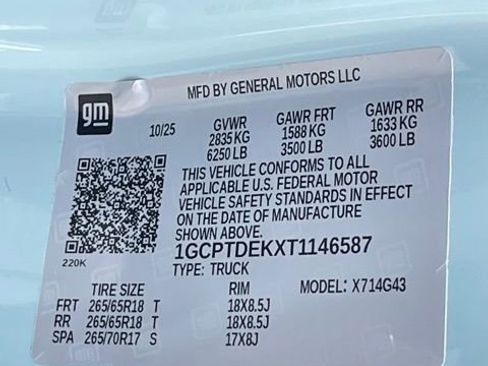 MFD BY GENERAL MOTORS LLC
gm
10/25
GVWR GAWR FRT GAWR RR
2835 KG 1588 KG 1633 KG
6250 LB 3500 LB 3600 LB
THIS VEHICLE CONFORMS TO ALL
APPLICABLE U.S. FEDERAL MOTOR
VEHICLE SAFETY STANDARDS IN EFFECT
ON THE DATE OF MANUFACTURE
SHOWN ABOVE.
220K
1GCPTDEKXT1146587
TYPE: TRUCK
TIRE SIZE RIM MODEL: X714G43
FRT 265/65R18 T 18X8.5J
RR 265/65R18 T 18X8.5J
SPA 265/70R17 S 17X8J